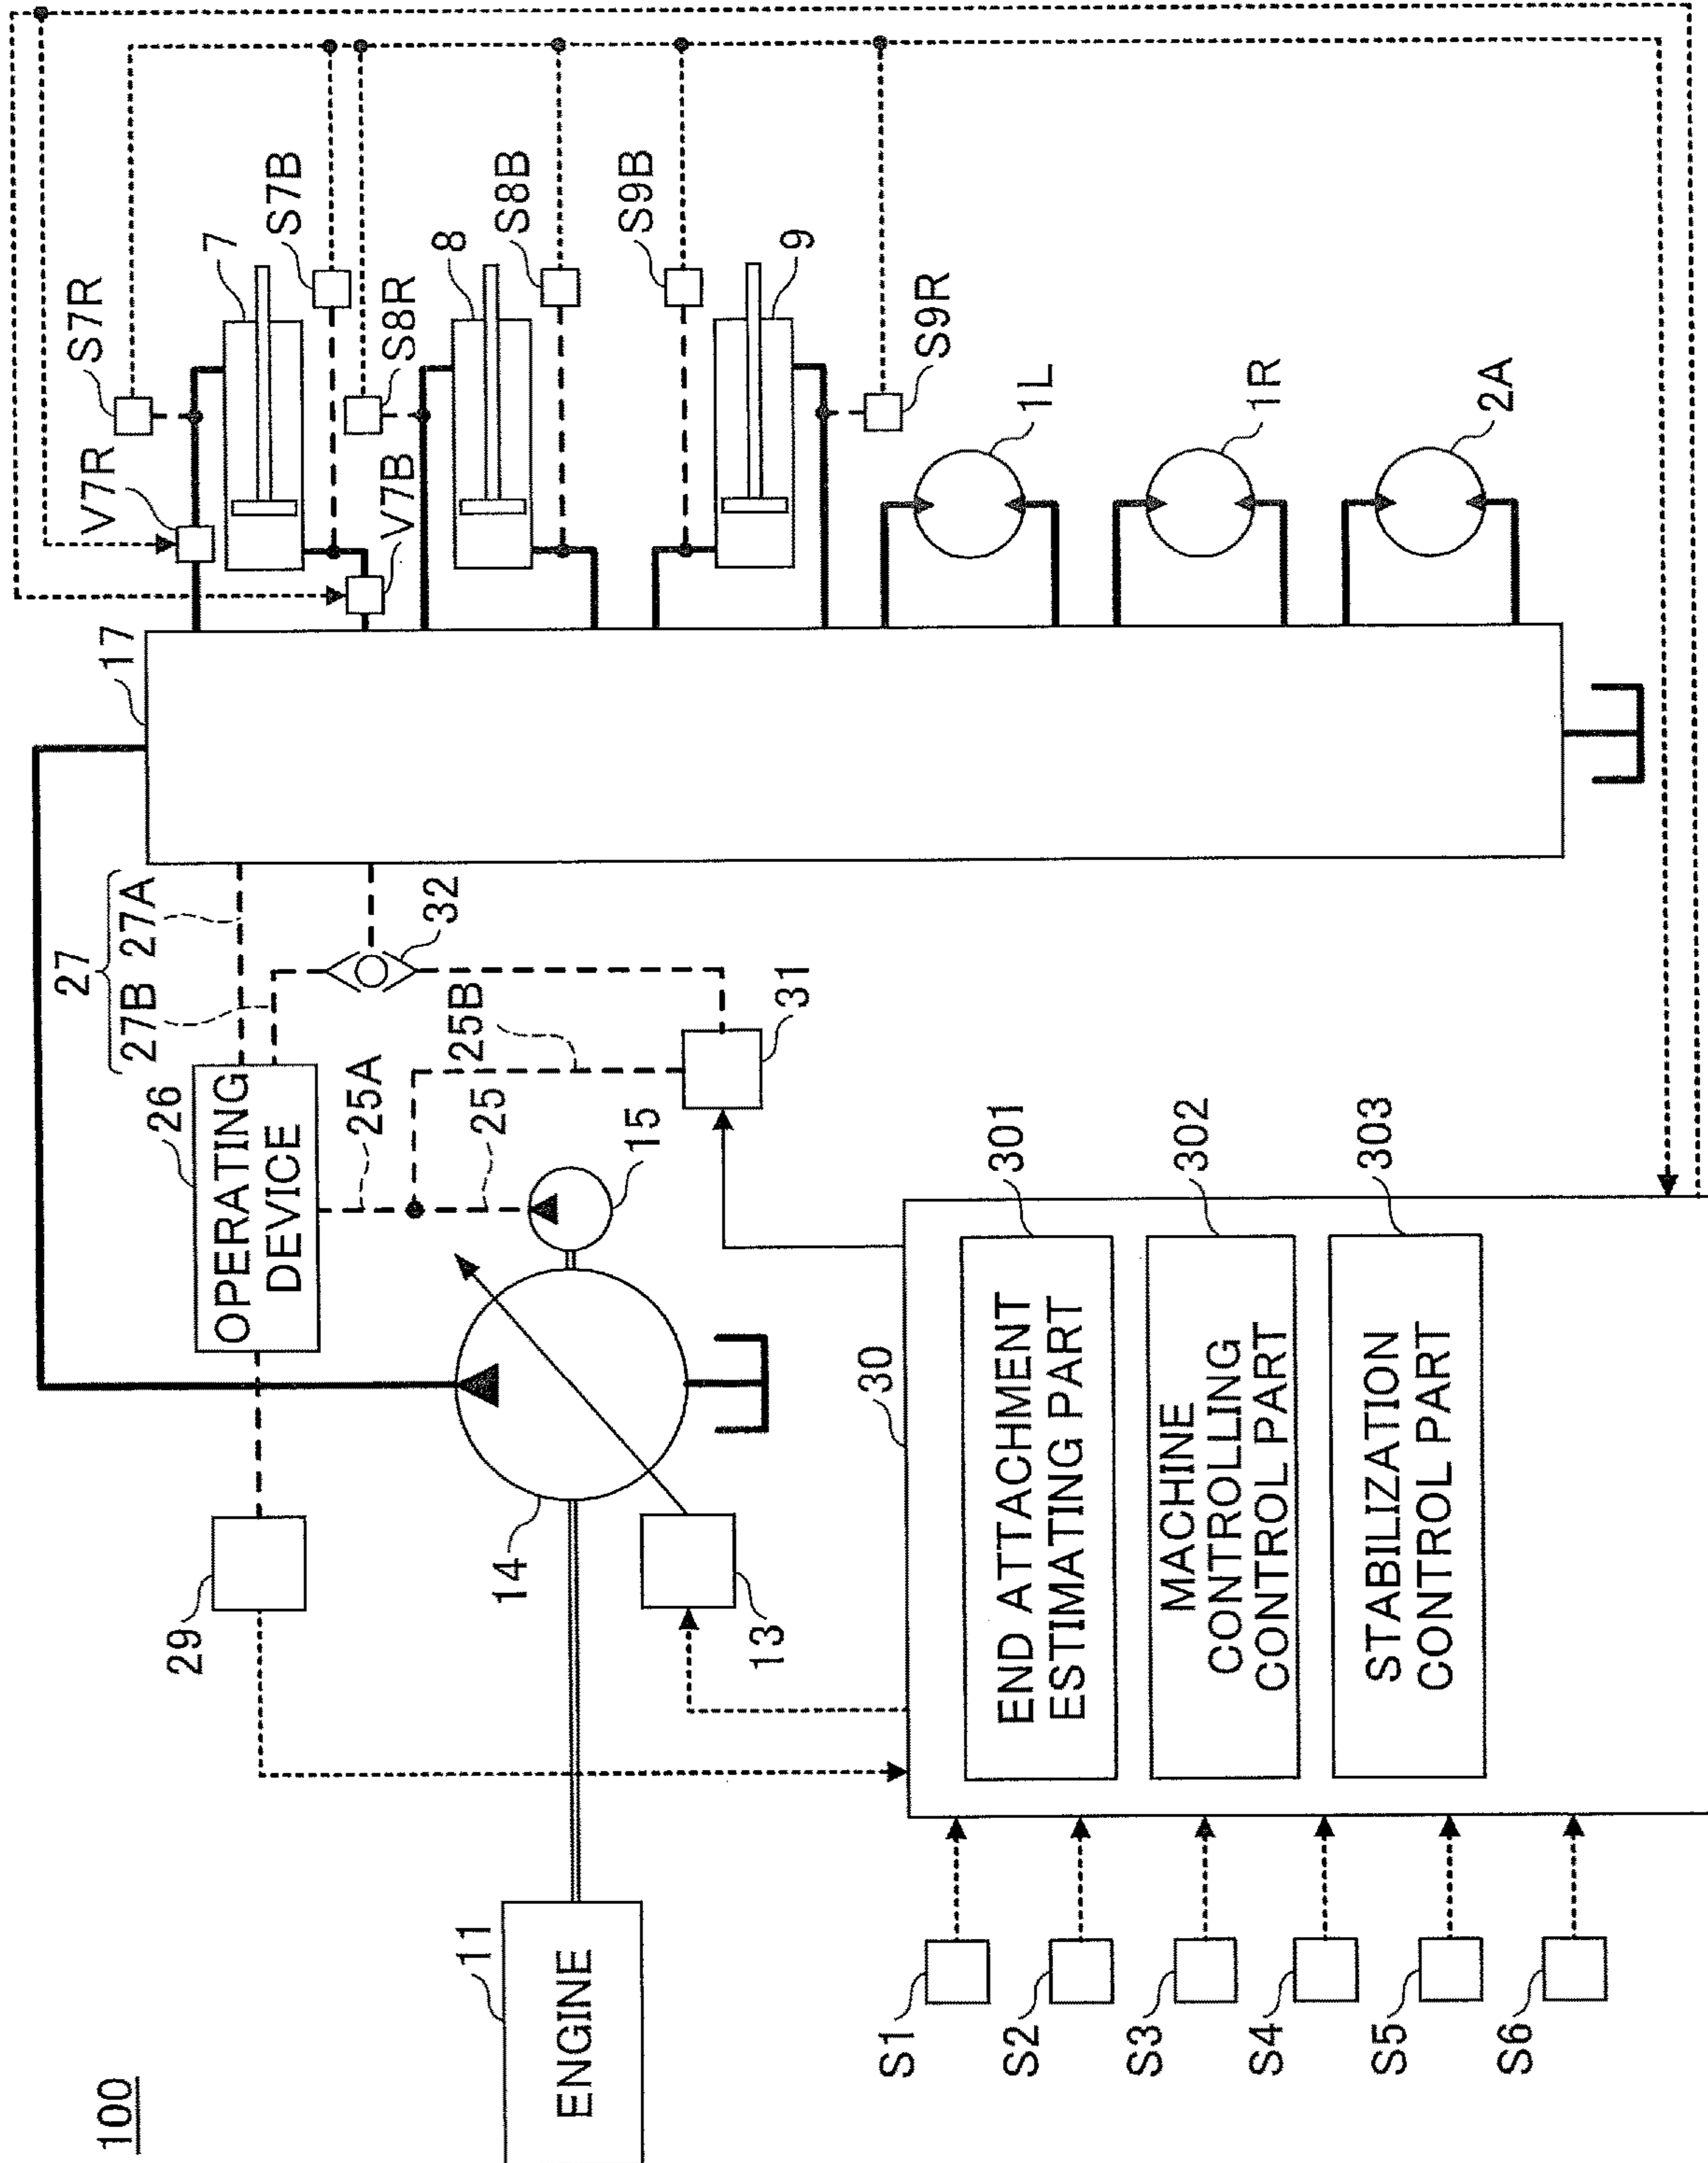 100
ENGINE
11
29
14
13
26
OPERATING
DEVICE
27
27B
27A
25A
25B
25
15
31
32
17
30
END ATTACHMENT
ESTIMATING PART
301
MACHINE
CONTROLLING
CONTROL PART
302
STABILIZATION
CONTROL PART
303
S1
S2
S3
S4
S5
S6
V7R
S7R
7
S7B
V7B
S8R
8
S8B
S9B
9
S9R
1L
1R
2A